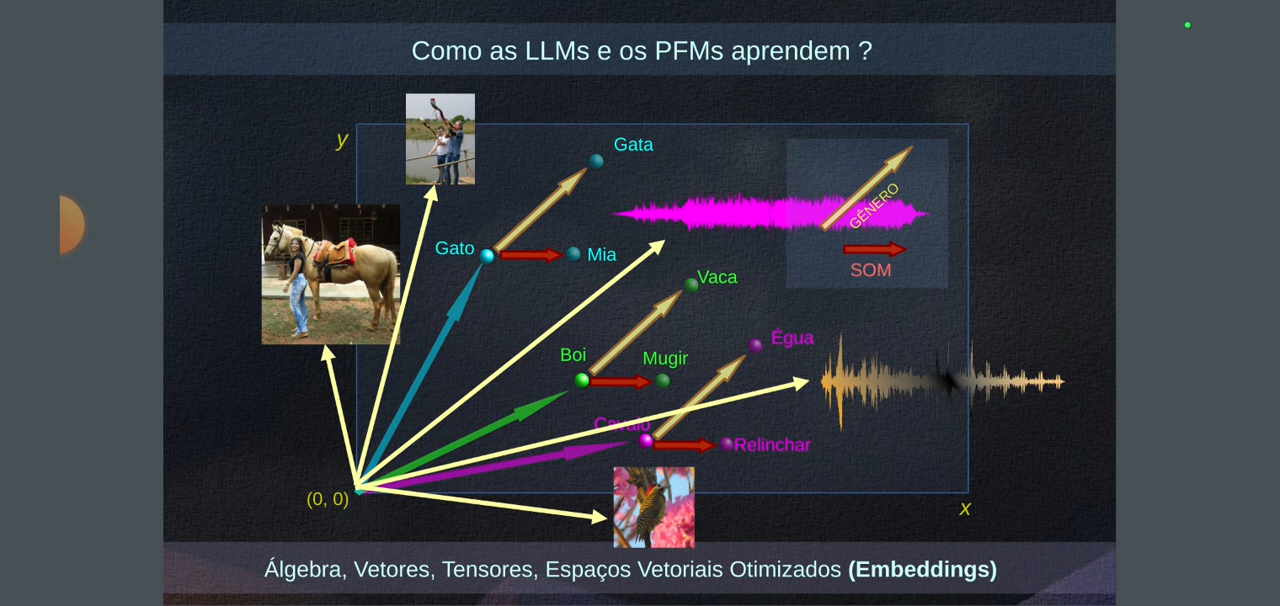 Como as LLMs e os PFMs aprendem ?
y
Gata
GÊNERO
Gato
Mia
SOM
Vaca
Égua
Boi
Mugir
Cavalo
Relinchar
(0, 0)
x
Álgebra, Vetores, Tensores, Espaços Vetoriais Otimizados (Embeddings)